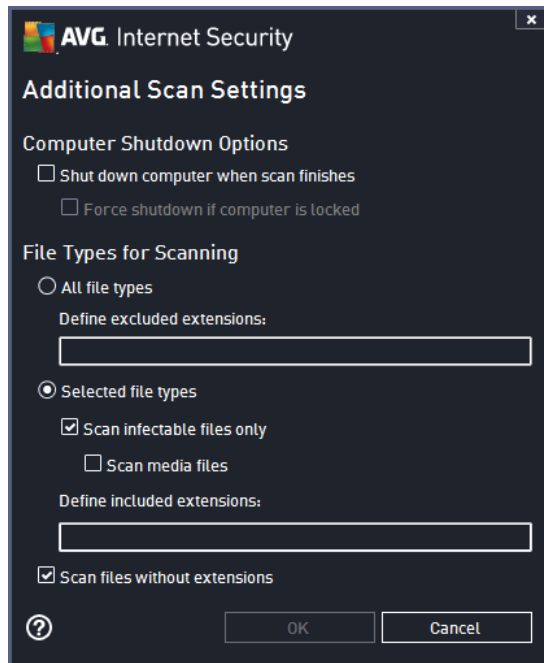 AVG. Internet Security
Additional Scan Settings
Computer Shutdown Options
Shut down computer when scan finishes
Force shutdown if computer is locked
File Types for Scanning
All file types
Define excluded extensions:
Selected file types
Scan infectable files only
Scan media files
Define included extensions:
Scan files without extensions
OK Cancel